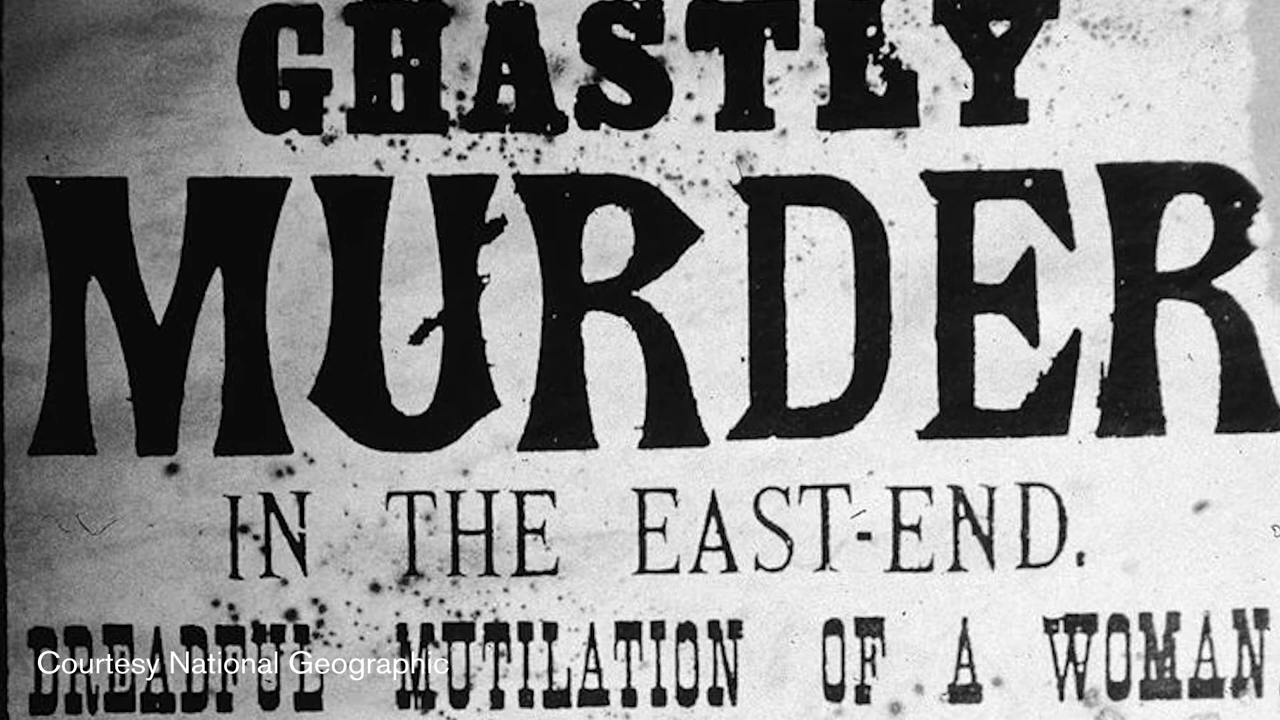 GHASTLY
MURDER
IN THE EAST-END.
DREADFUL MUTILATION OF A WOMAN
Courtesy National Geographic